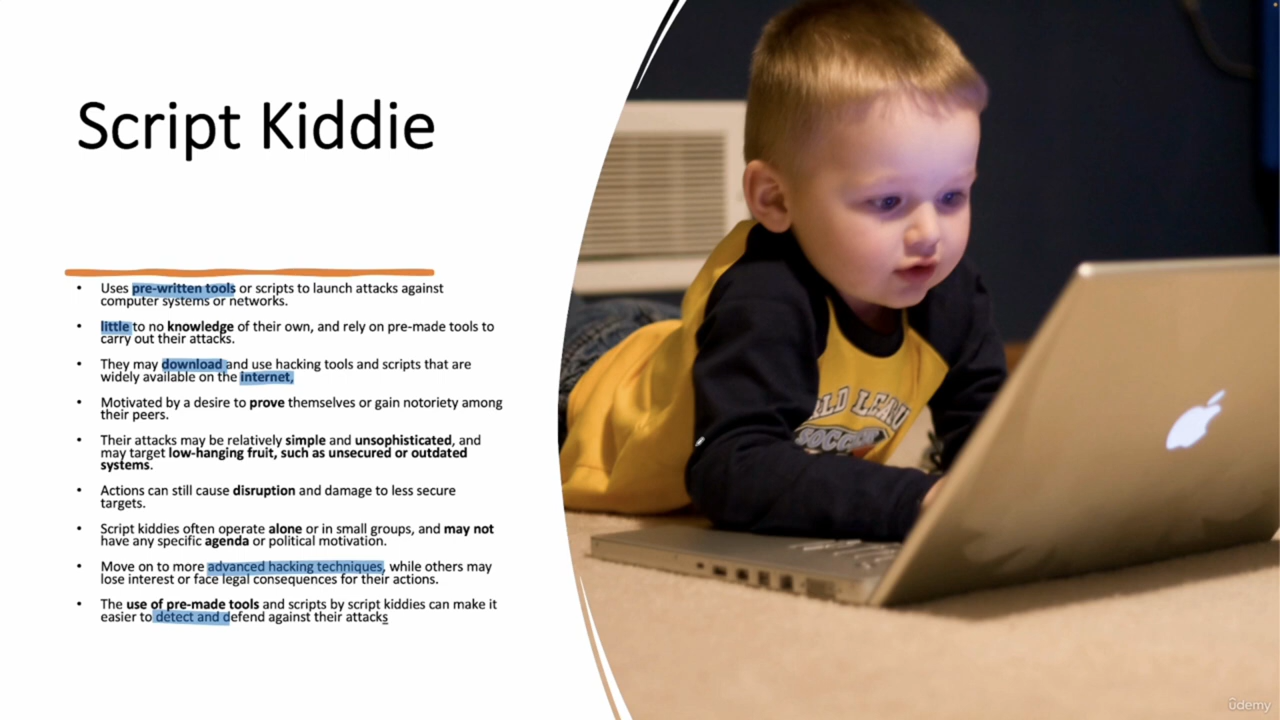 Script Kiddie
• Uses pre-written tools or scripts to launch attacks against
computer systems or networks.
• little to no knowledge of their own, and rely on pre-made tools to
carry out their attacks.
• They may download and use hacking tools and scripts that are
widely available on the internet,
• Motivated by a desire to prove themselves or gain notoriety among
their peers.
• Their attacks may be relatively simple and unsophisticated, and
may target low-hanging fruit, such as unsecured or outdated
systems.
• Actions can still cause disruption and damage to less secure
targets.
• Script kiddies often operate alone or in small groups, and may not
have any specific agenda or political motivation.
• Move on to more advanced hacking techniques, while others may
lose interest or face legal consequences for their actions.
• The use of pre-made tools and scripts by script kiddies can make it
easier to detect and defend against their attacks
SOCCER
udemy